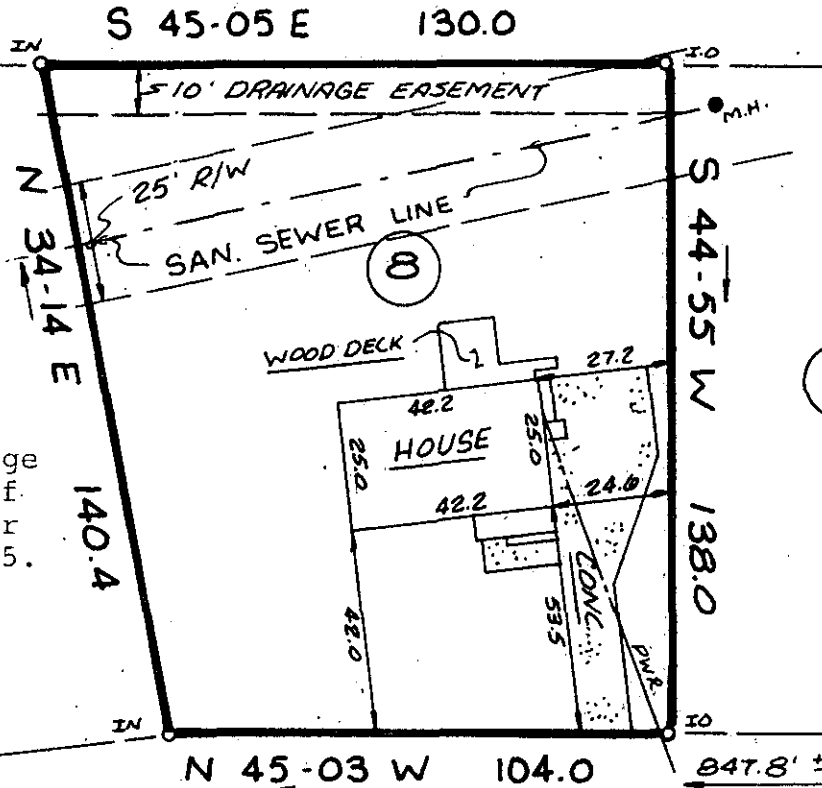 S 45-05 E 130.0
IN
I.O
10' DRAINAGE EASEMENT
M.H.
25' R/W
SAN. SEWER LINE
8
N 34-14 E 140.4
S 44-55 W 138.0
WOOD DECK
27.2
42.2
25.0
HOUSE
25.0
42.2
24.6
ge
f
r
5.
42.0
53.5
CONC
PWR.
IN
IO
N 45-03 W 104.0
847.8' ±